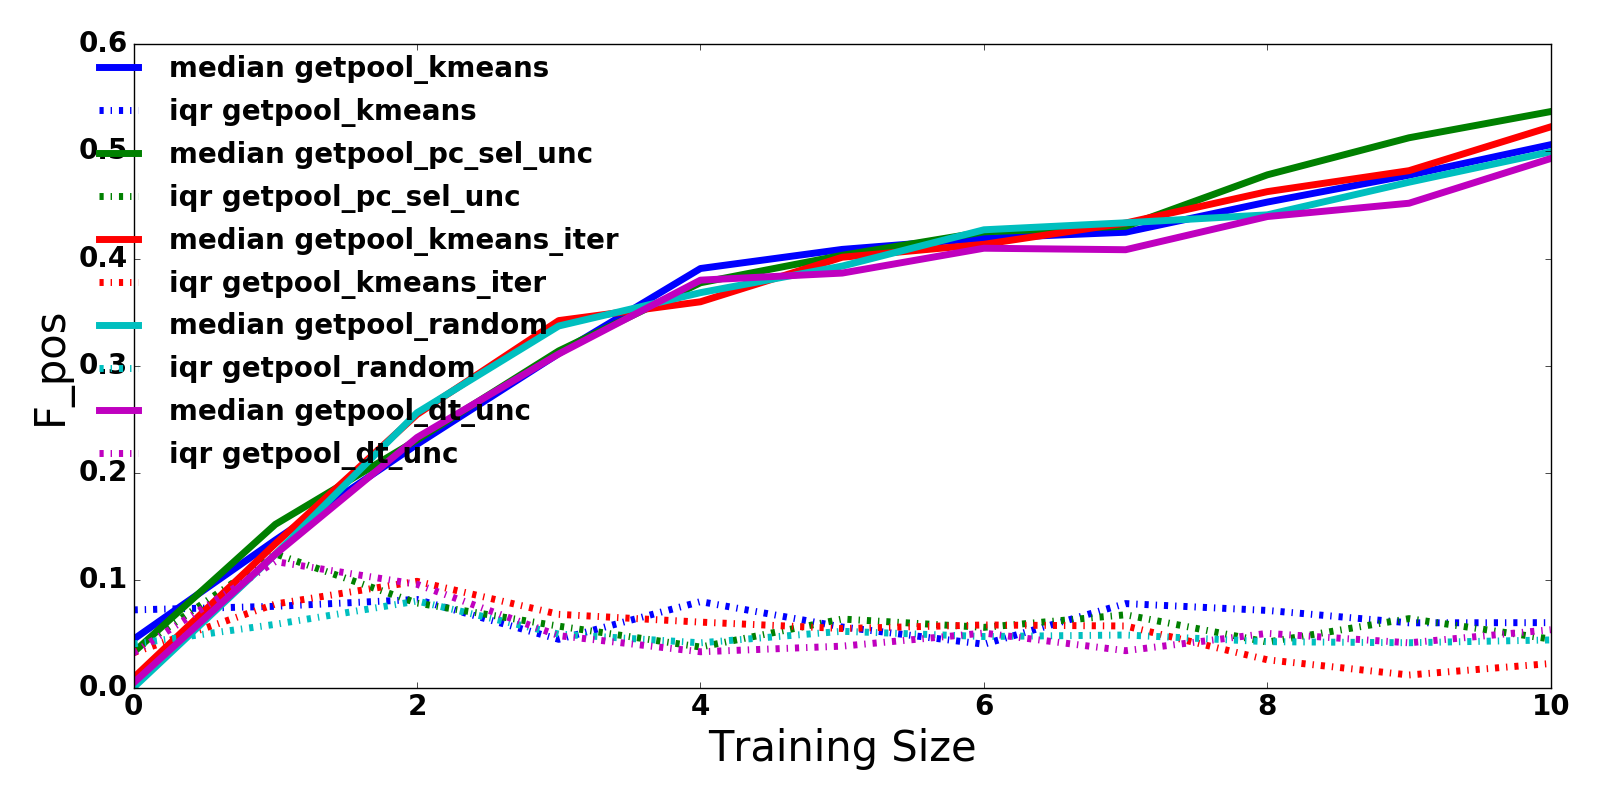 0.6
0.5
0.4
0.3
0.2
0.1
0.0
F_pos
median getpool_kmeans
iqr getpool_kmeans
median getpool_pc_sel_unc
iqr getpool_pc_sel_unc
median getpool_kmeans_iter
iqr getpool_kmeans_iter
median getpool_random
iqr getpool_random
median getpool_dt_unc
iqr getpool_dt_unc
0 2 4 6 8 10
Training Size